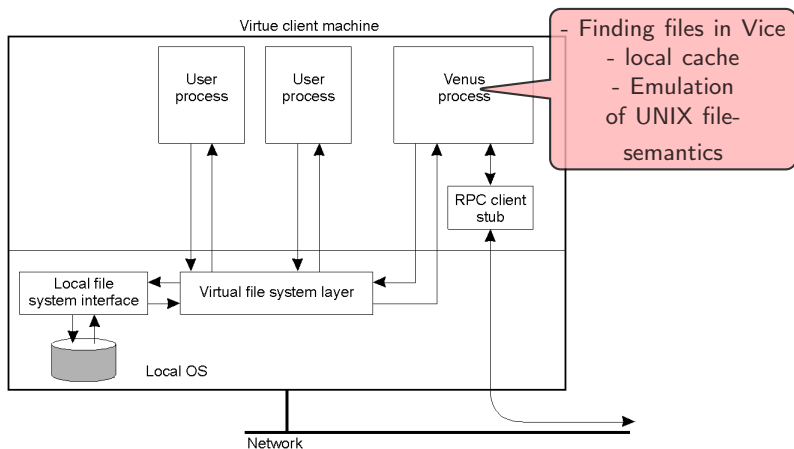 Virtue client machine
- Finding files in Vice
- local cache
- Emulation
of UNIX file-
semantics
User
process
User
process
Venus
process
RPC client
stub
Local file
system interface
Virtual file system layer
Local OS
Network